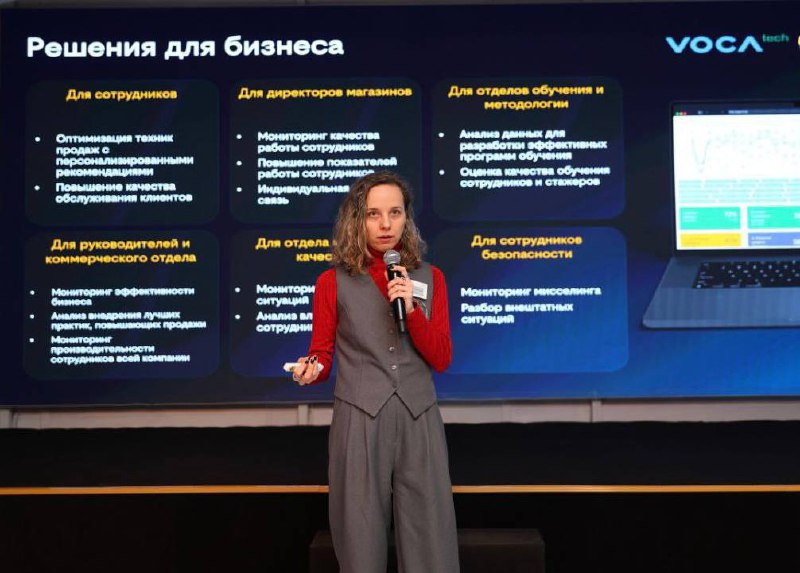 Решения для бизнеса
VOCA tech
Для сотрудников
Оптимизация техник
продаж с
персонализированными
рекомендациями
Повышение качества
обслуживания клиентов
Для директоров магазинов
Мониторинг качества
работы сотрудников
Повышение показателей
работы сотрудников
Индивидуальная
связь
Для отделов обучения и
методологии
Анализ данных для
разработки эффективных
программ обучения
Оценка качества обучения
сотрудников и стажеров
Для руководителей и
коммерческого отдела
Мониторинг эффективности
бизнеса
Анализ внедрения лучших
практик, повышающих продажи
Мониторинг
производительности
сотрудников всей компании
Для отдела
качес
Монитори
ситуаций
Анализ
сотрудни
Для сотрудников
безопасности
Мониторинг мисселинга
Разбор внештатных
ситуаций